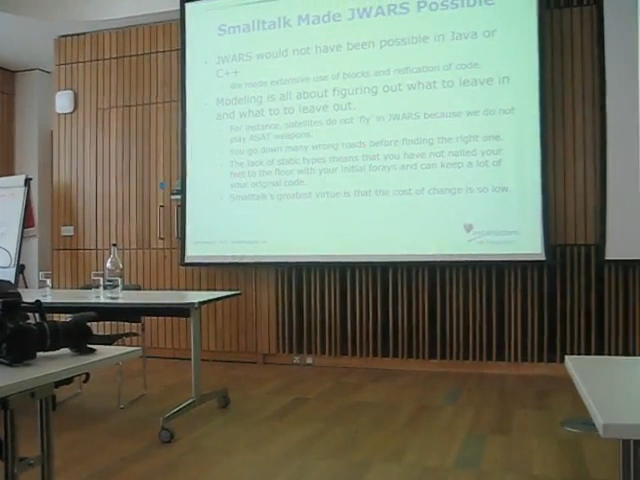 Smalltalk Made JWARS Possible
JWARS would not have been possible in Java or
C++
We made extensive use of blocks and reification of code.
Modeling is all about figuring out what to leave in
and what to to leave out.
For instance, satellites do not 'fly' in JWARS because we do not
play ASAT weapons.
You go down many wrong roads before finding the right one.
The lack of static types means that you have not nailed your
feet to the floor with your initial forays and can keep a lot of
your original code.
Smalltalk's greatest virtue is that the cost of change is so low.